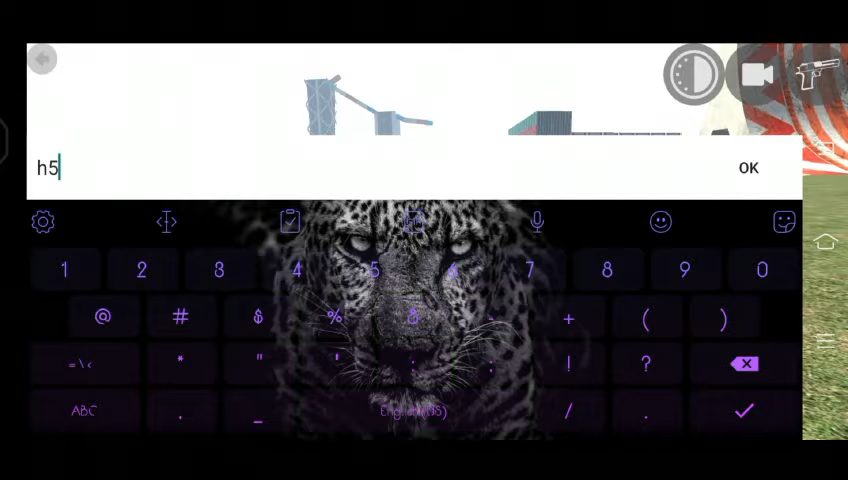 h5
OK
1 2 3 4 5 6 7 8 9 0
@ # $ % & - + ( )
=\< * " ' : ; ! ? 
ABC , _ English(US) / .